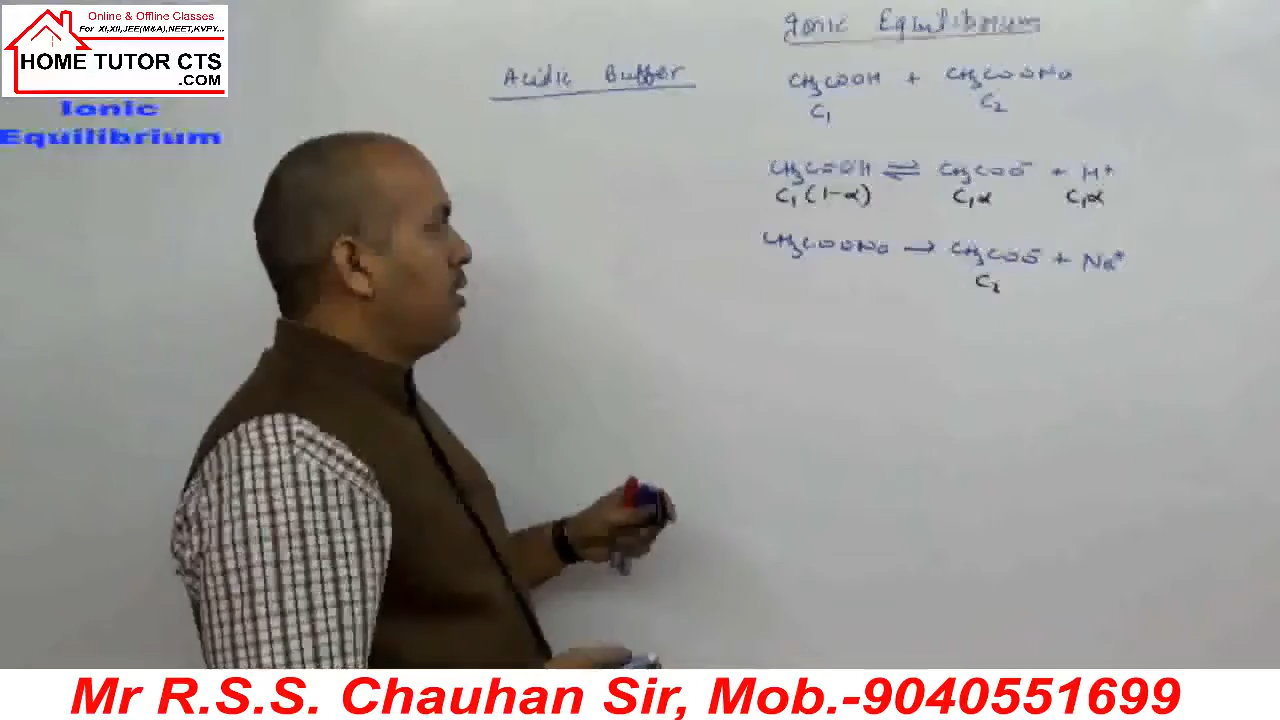 Online & Offline Classes
For XI,XII,JEE(M&A),NEET,KVPY...
HOME TUTOR CTS
.COM
Ionic
Equilibrium
Ionic Equilibrium
Acidic Buffer
CH₃COOH + CH₃COONa
C₁ C₂
CH₃COOH ⇌ CH₃COO⁻ + H⁺
C₁(1-α) C₁α C₁α
CH₃COONa → CH₃COO⁻ + Na⁺
C₂
Mr R.S.S. Chauhan Sir, Mob.-9040551699